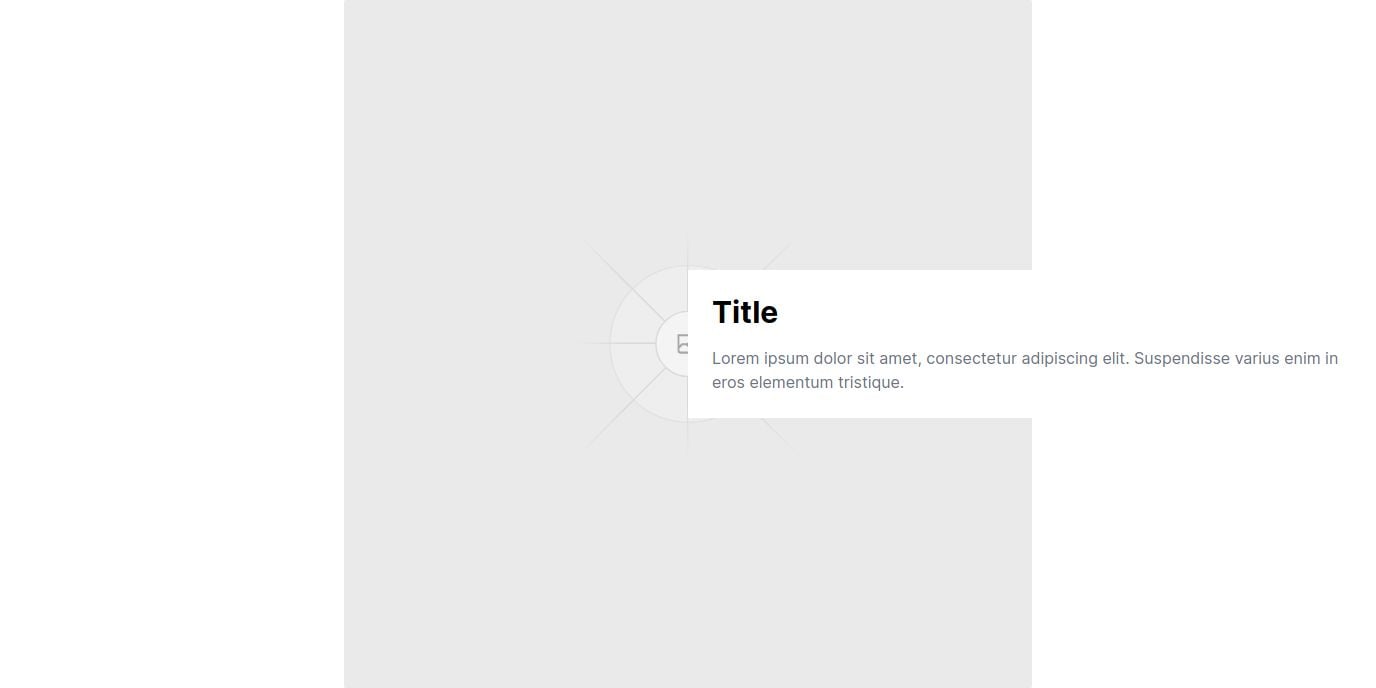 Title
Lorem ipsum dolor sit amet, consectetur adipiscing elit. Suspendisse varius enim in
eros elementum tristique.